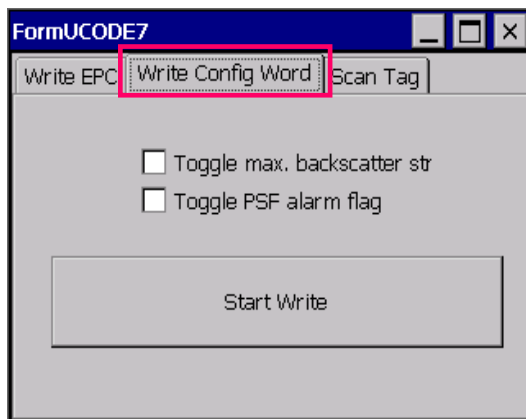 FormUCODE7
Write EPC Write Config Word Scan Tag
Toggle max. backscatter str
Toggle PSF alarm flag
Start Write